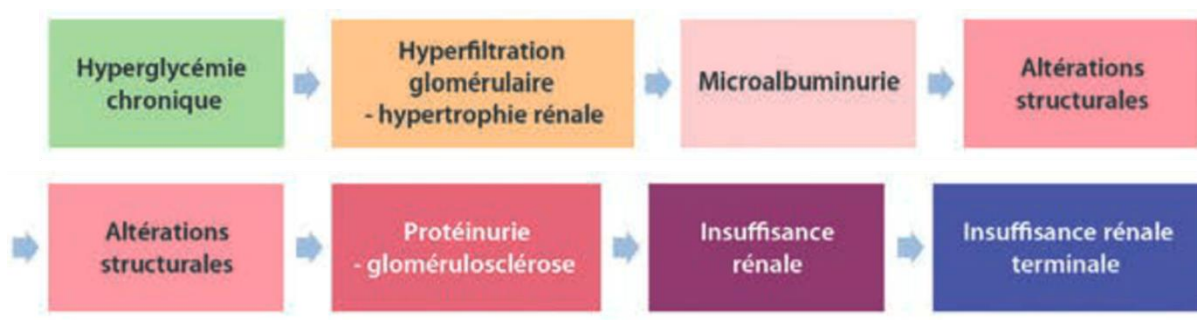 Hyperglycémie
chronique
Hyperfiltration
glomérulaire
- hypertrophie rénale
Microalbuminurie
Altérations
structurales
Altérations
structurales
Protéinurie
- glomérulosclérose
Insuffisance
rénale
Insuffisance rénale
terminale